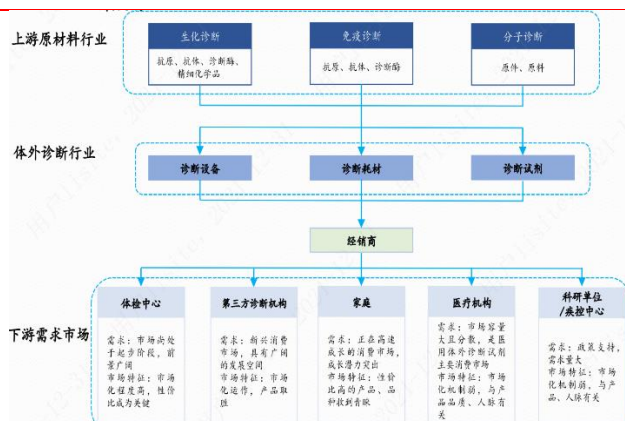 上游原材料行业
生化诊断
抗原、抗体、诊断酶、
精细化学品
免疫诊断
抗原、抗体、诊断酶
分子诊断
原件、原料
体外诊断行业
诊断设备
诊断耗材
诊断试剂
经销商
下游需求市场
体检中心
需求：市场尚处
于起步阶段，前
景广阔
市场特征：市场
化程度高，性价
比成为关键
第三方诊断机构
需求：新兴消费
市场，具有广阔
的发展空间
市场特征：市场
化运作，产品取
胜
家庭
需求：正在高速
成长的消费市场，
成长潜力突出
市场特征：性价
比高的产品，品
种收到青睐
医疗机构
需求：市场容量
大且分散，是医
用体外诊断试剂
主要消费市场
市场特征：市场
化机制弱，与产
品品质、人脉有
关
科研单位
/疾控中心
需求：政策支持，
需求量大
市场特征：市场
化机制弱，与产
品、人脉有关